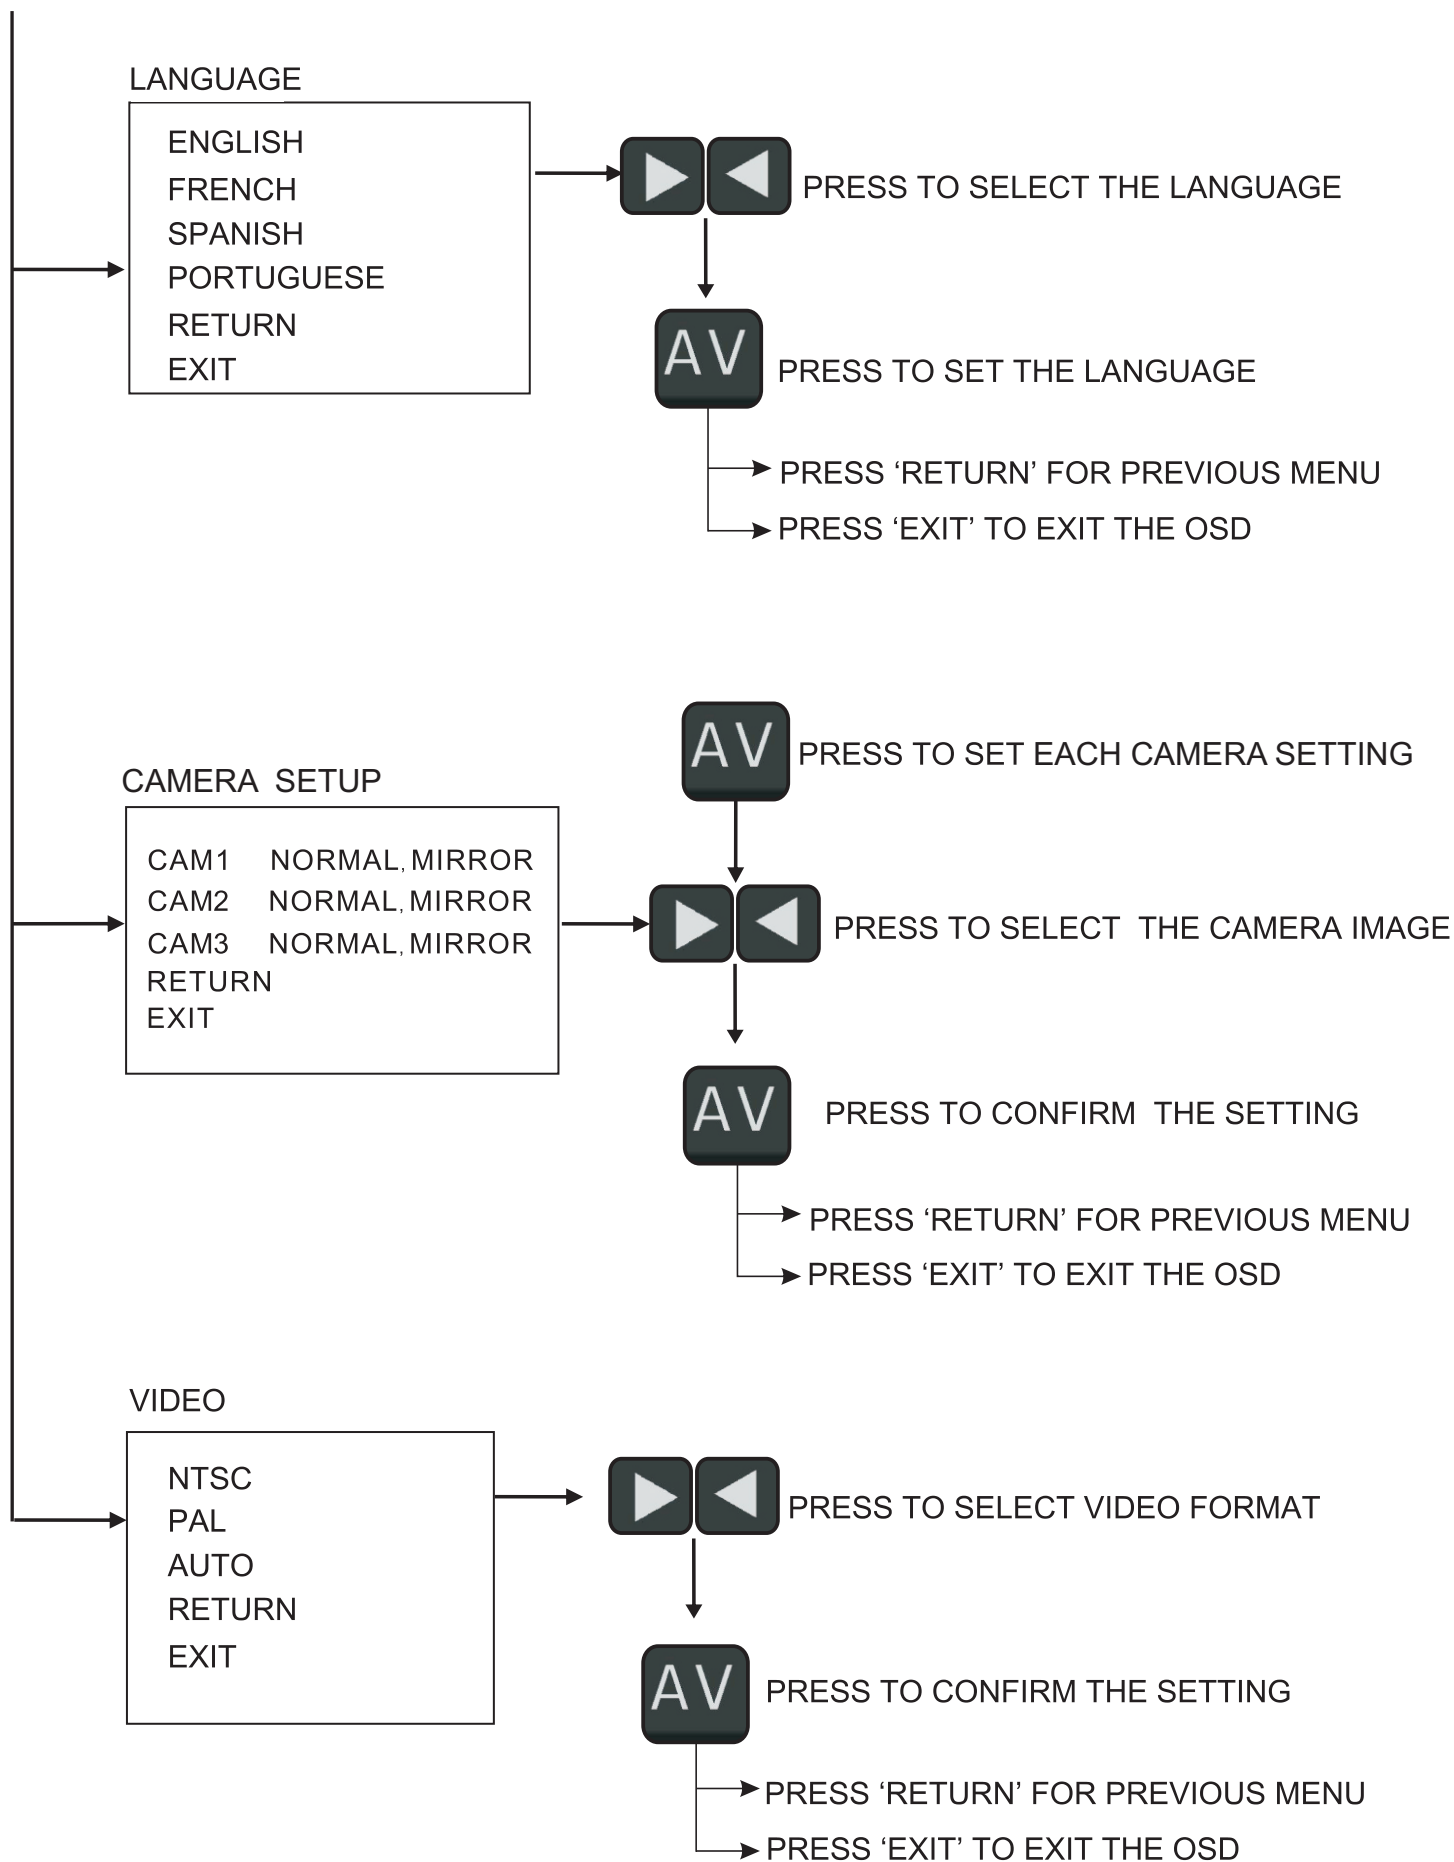 LANGUAGE
ENGLISH
FRENCH
SPANISH
PORTUGUESE
RETURN
EXIT
PRESS TO SELECT THE LANGUAGE
AV
PRESS TO SET THE LANGUAGE
PRESS ‘RETURN’ FOR PREVIOUS MENU
PRESS ‘EXIT’ TO EXIT THE OSD
CAMERA SETUP
CAM1 NORMAL, MIRROR
CAM2 NORMAL, MIRROR
CAM3 NORMAL, MIRROR
RETURN
EXIT
AV
PRESS TO SET EACH CAMERA SETTING
PRESS TO SELECT THE CAMERA IMAGE
AV
PRESS TO CONFIRM THE SETTING
PRESS ‘RETURN’ FOR PREVIOUS MENU
PRESS ‘EXIT’ TO EXIT THE OSD
VIDEO
NTSC
PAL
AUTO
RETURN
EXIT
PRESS TO SELECT VIDEO FORMAT
AV
PRESS TO CONFIRM THE SETTING
PRESS ‘RETURN’ FOR PREVIOUS MENU
PRESS ‘EXIT’ TO EXIT THE OSD